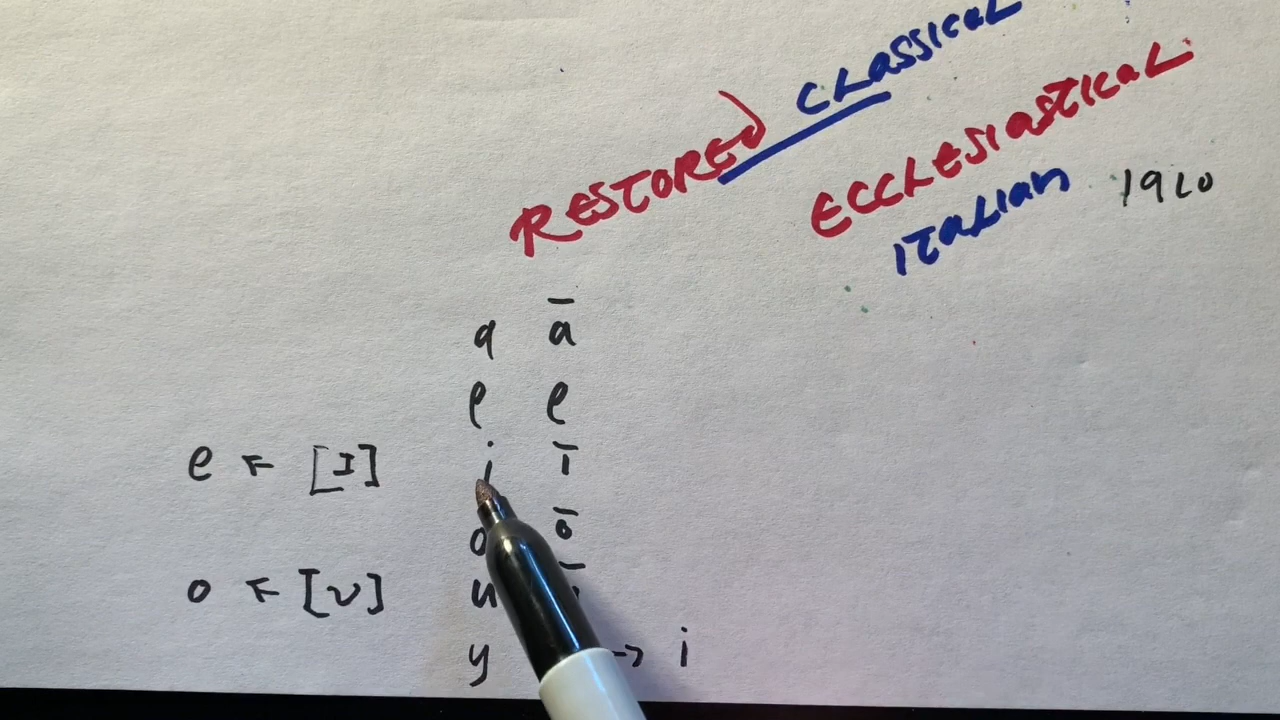 RESTORED CLASSICAL
ECCLESIASTICAL
ITALIAN 1910
a ā
e e
e ← [I] i ī
o ō
o ← [ʊ] u
y → i